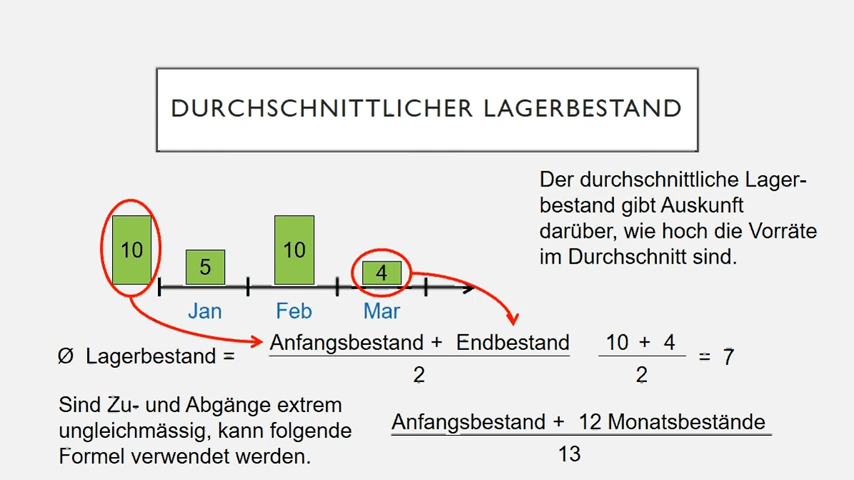 DURCHSCHNITTLICHER LAGERBESTAND
Der durchschnittliche Lager-
bestand gibt Auskunft
darüber, wie hoch die Vorräte
im Durchschnitt sind.
10
5
10
4
Jan
Feb
Mar
Ø Lagerbestand =
Anfangsbestand + Endbestand
2
10 + 4
2
= 7
Sind Zu- und Abgänge extrem
ungleichmässig, kann folgende
Formel verwendet werden.
Anfangsbestand + 12 Monatsbestände
13